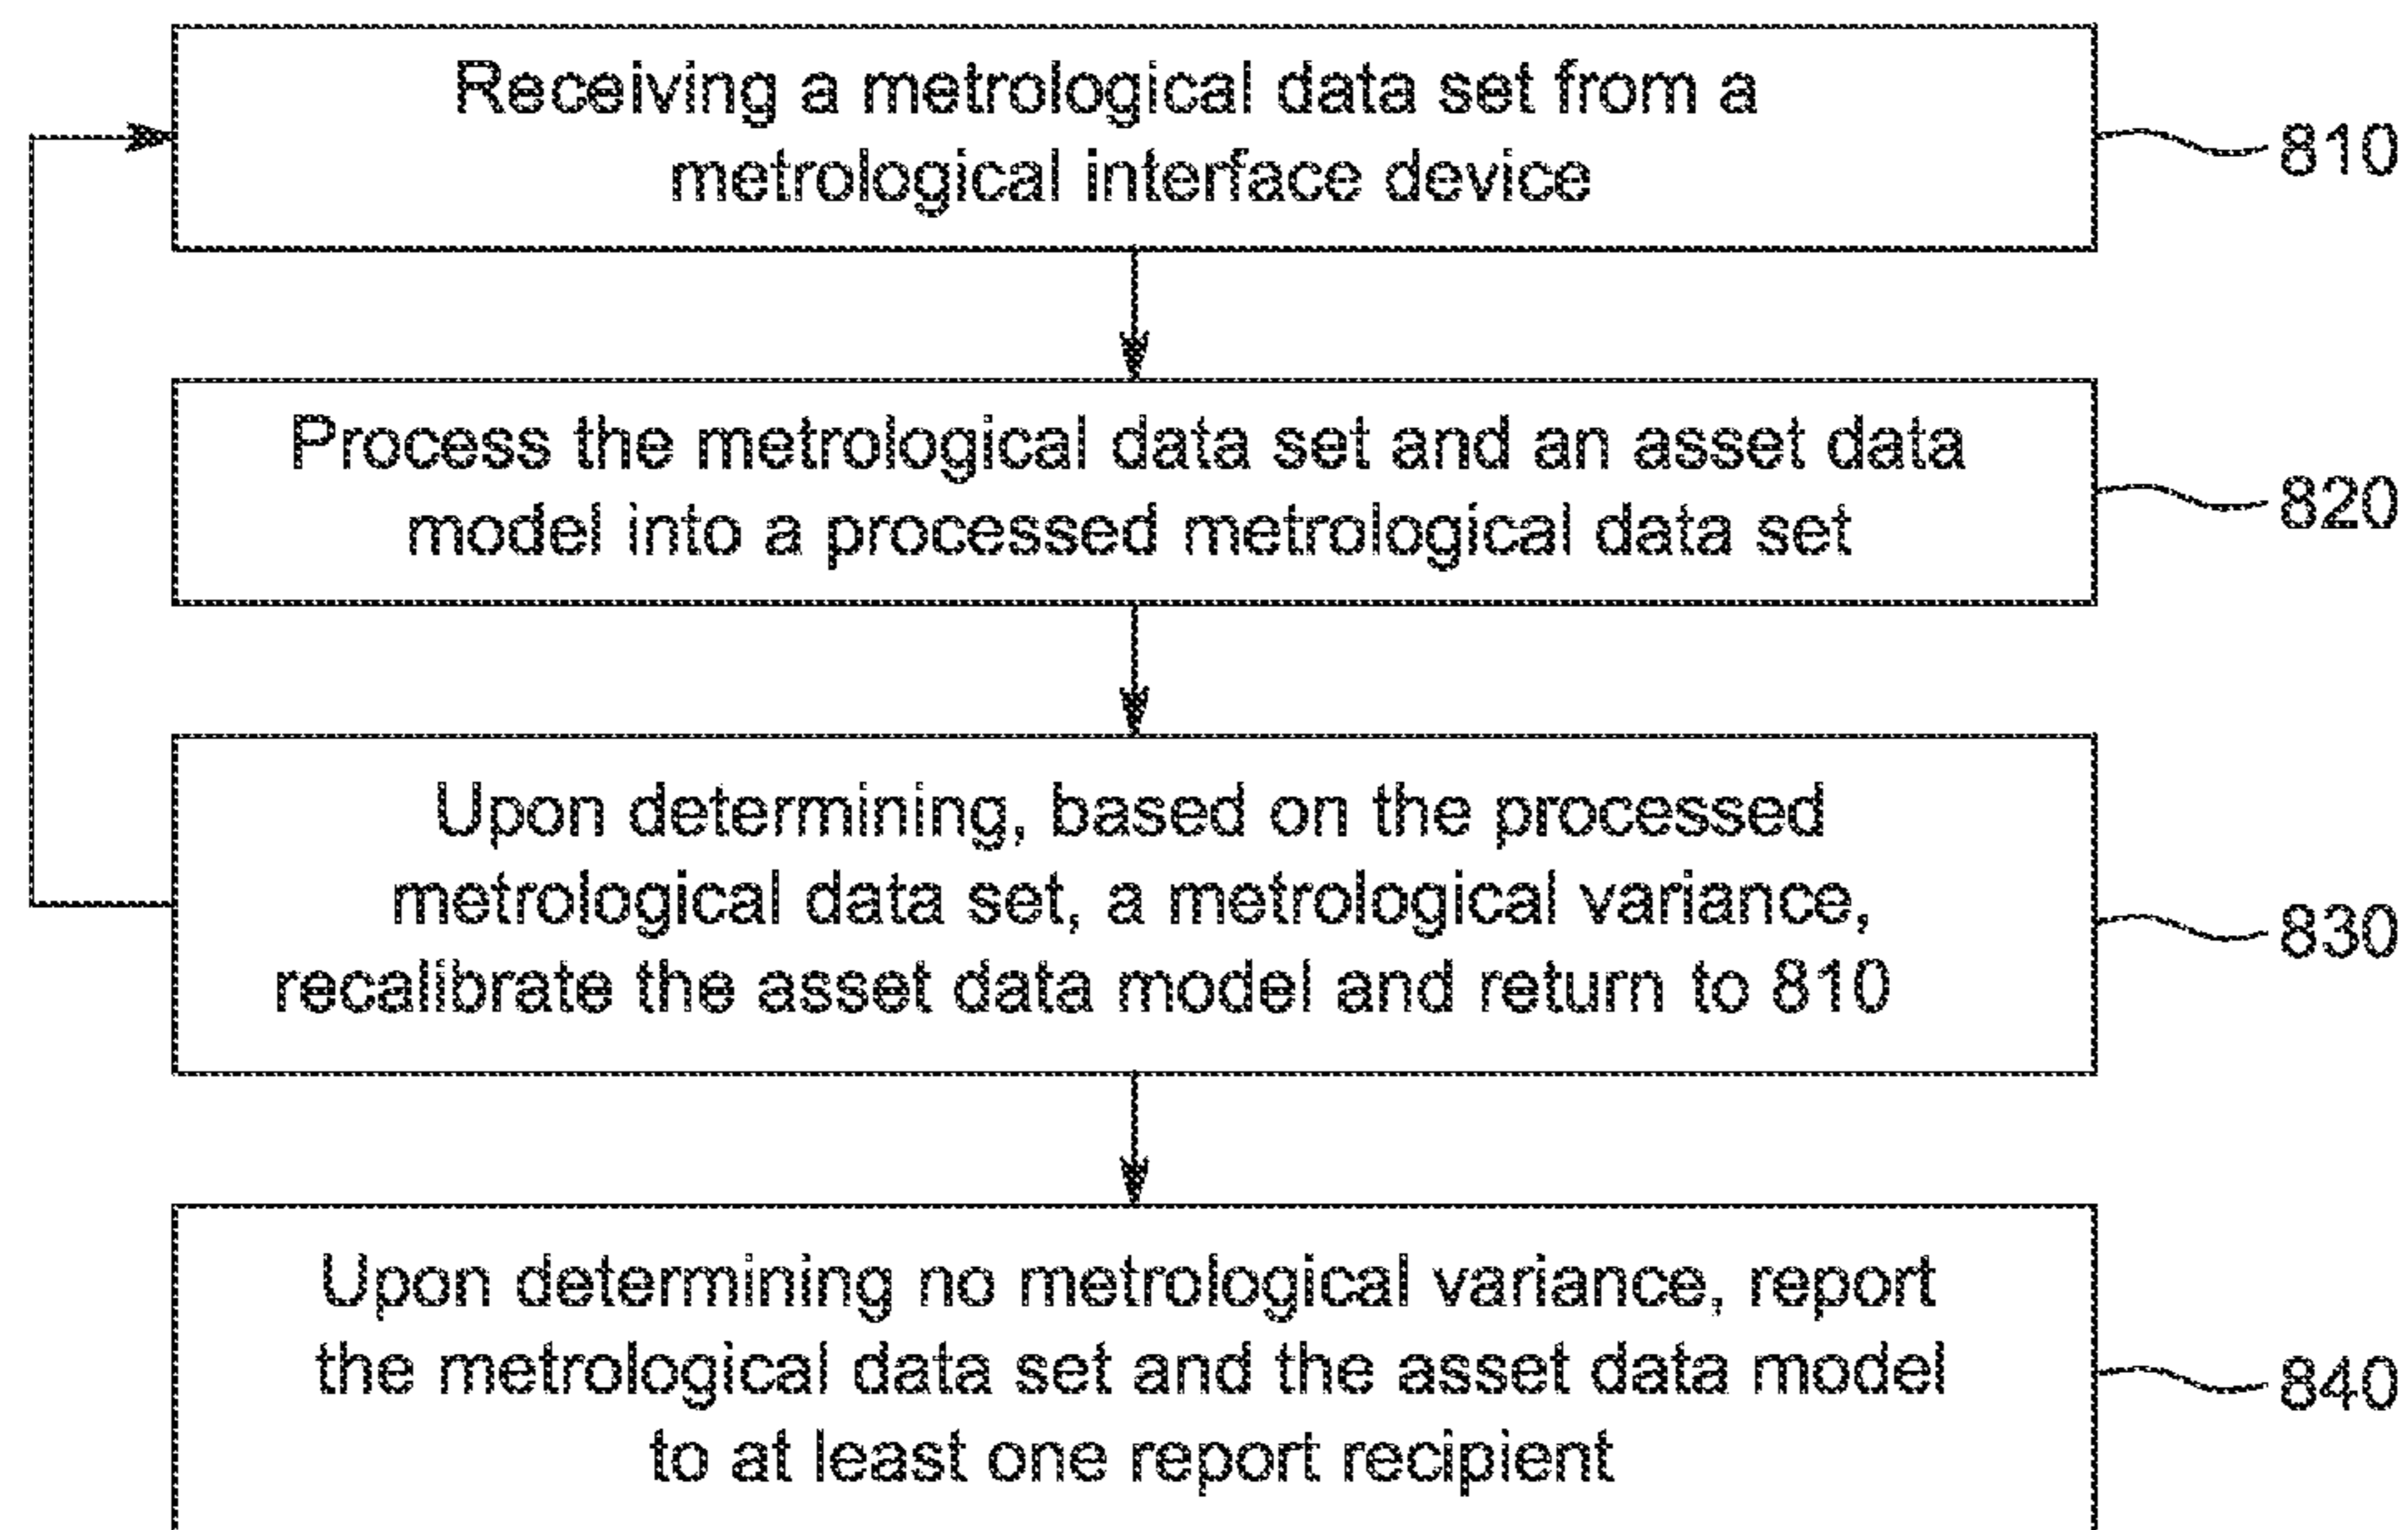 Receiving a metrological data set from a
metrological interface device
810
Process the metrological data set and an asset data
model into a processed metrological data set
820
Upon determining, based on the processed
metrological data set, a metrological variance,
recalibrate the asset data model and return to 810
830
Upon determining no metrological variance, report
the metrological data set and the asset data model
to at least one report recipient
840